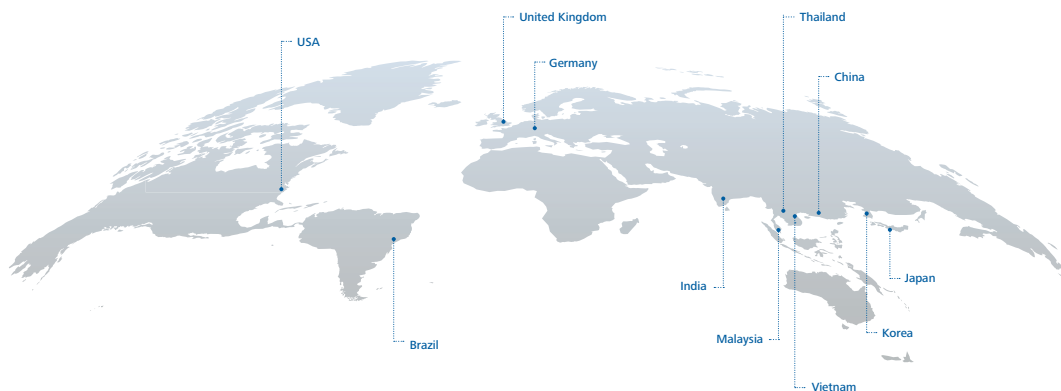 United Kingdom
Thailand
USA
Germany
China
India
Japan
Korea
Malaysia
Brazil
Vietnam